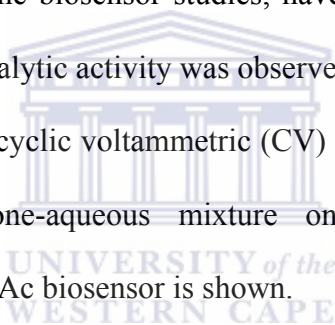 ne biosensor studies, have
alytic activity was observe
cyclic voltammetric (CV)
one-aqueous mixture on
UNIVERSITY of the
Ac biosensor is shown.
WESTERN CAPE